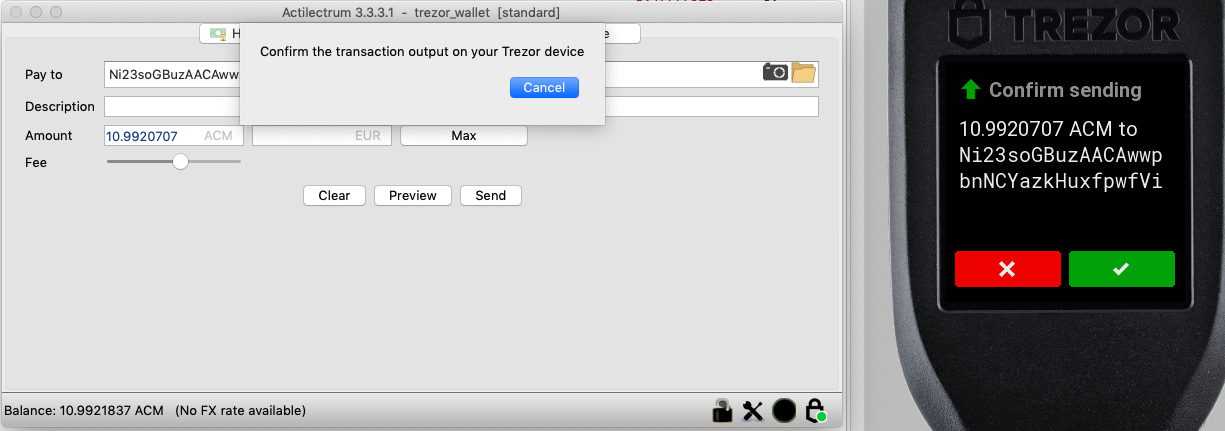 Actilectrum 3.3.3.1 - trezor_wallet [standard]
Confirm the transaction output on your Trezor device
Cancel
Pay to
Ni23soGBuzAACAww
Description
Amount
10.9920707
ACM
EUR
Max
Fee
Clear
Preview
Send
Balance: 10.9921837 ACM (No FX rate available)
TREZOR
Confirm sending
10.9920707 ACM to
Ni23soGBuzAACAwwp
bnNCYazkHuxfpwfVi